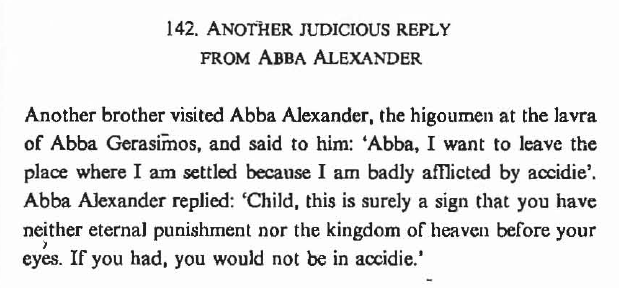 142. ANOTHER JUDICIOUS REPLY
FROM ABBA ALEXANDER
Another brother visited Abba Alexander, the higoumen at the lavra
of Abba Gerasimos, and said to him: ‘Abba, I want to leave the
place where I am settled because I am badly afflicted by accidie’.
Abba Alexander replied: ‘Child, this is surely a sign that you have
neither eternal punishment nor the kingdom of heaven before your
eyes. If you had, you would not be in accidie.’